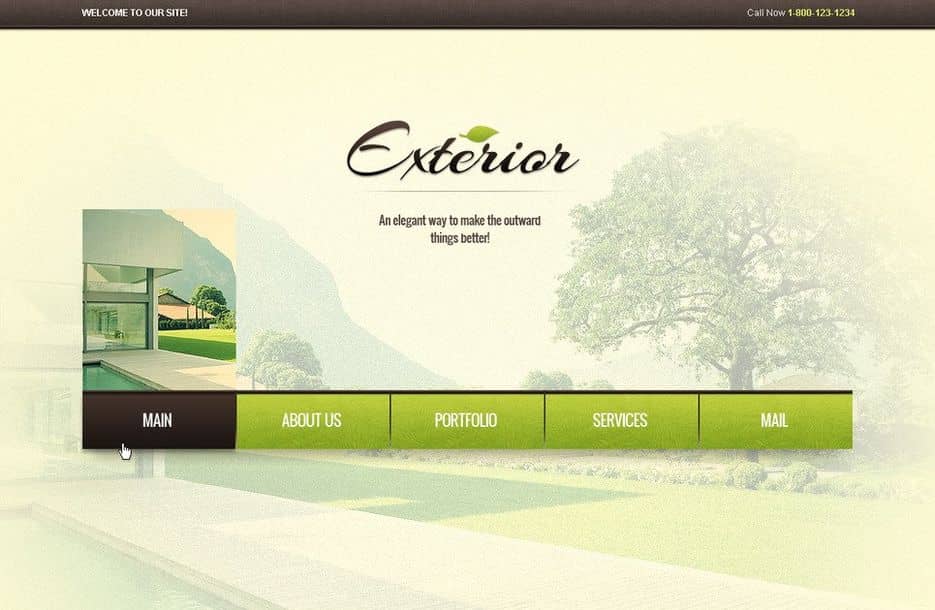 WELCOME TO OUR SITE!
Call Now 1-800-123-1234
Exterior
An elegant way to make the outward
things better!
MAIN
ABOUT US
PORTFOLIO
SERVICES
MAIL